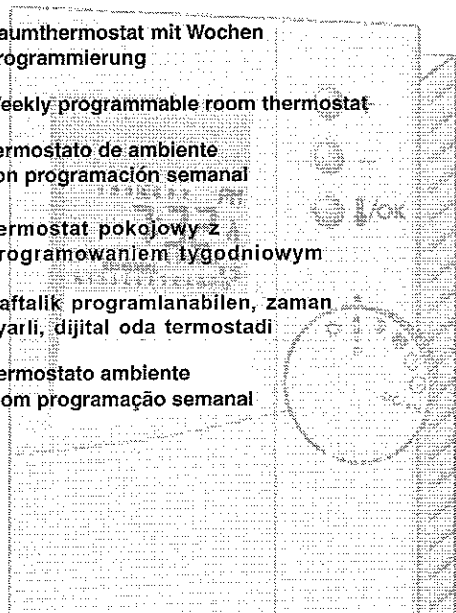 aumthermostat mit Wochen
rogrammierung
eekly programmable room thermostat
ermostato de ambiente
on programación semanal
ermostat pokojowy z
rogramowaniem tygodniowym
aftalik programlanabilen, zaman
yarli, dijital oda termostadi
ermostato ambiente
om programação semanal
/OK